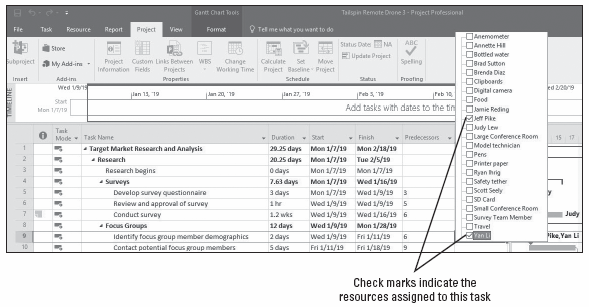 Gantt Chart Tools
Tailspin Remote Drone 3 - Project Professional
File Task Resource Report Project View Format Tell me what you want to do
Subproject
Store
My Add-ins
Project Information
Custom Fields
Links Between Projects
WBS
Change Working Time
Calculate Project
Set Baseline
Move Project
Status Date: NA
Update Project
ABC
Spelling
Insert Add-ins Properties Schedule Status Proofing
TIMELINE
Wed 1/9/19
Start
Mon 1/7/19
Jan 13, '19 Jan 20, '19 Jan 27, '19 Feb 3, '19 Feb 10,
Add tasks with dates to the tim
ed 2/20/19
Task Mode Task Name Duration Start Finish Predecessors 15 17
1 Target Market Research and Analysis 29.25 days Mon 1/7/19 Mon 2/18/19
2 Research 20.25 days Mon 1/7/19 Tue 2/5/19
3 Research begins 0 days Mon 1/7/19 Mon 1/7/19
4 Surveys 7.63 days Mon 1/7/19 Wed 1/16/19
5 Develop survey questionnaire 3 days Mon 1/7/19 Wed 1/9/19 3
6 Review and approval of survey 1 hr Wed 1/9/19 Wed 1/9/19 5
7 Conduct survey 1.2 wks Wed 1/9/19 Wed 1/16/19 6 Judy
8 Focus Groups 12 days Wed 1/9/19 Mon 1/28/19
9 Identify focus group member demographics 2 days Wed 1/9/19 Fri 1/11/19 6 Pike,Yan Li
10 Contact potential focus group members 5 days Fri 1/11/19 Fri 1/18/19 9
Anemometer
Annette Hill
Bottled water
Brad Sutton
Brenda Diaz
Clipboards
Digital camera
Food
Jamie Reding
Jeff Pike
Judy Lew
Large Conference Room
Model technician
Pens
Printer paper
Ryan Ihrig
Safety tether
Scott Seely
SD Card
Small Conference Room
Survey Team Member
Travel
Yan Li
Check marks indicate the
resources assigned to this task